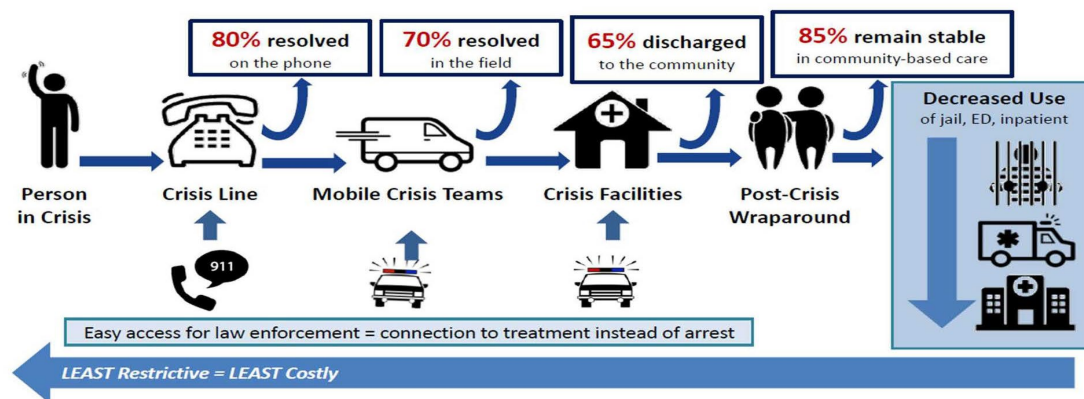 80% resolved
on the phone
70% resolved
in the field
65% discharged
to the community
85% remain stable
in community-based care
Decreased Use
of jail, ED, inpatient
Person
in Crisis
Crisis Line
Mobile Crisis Teams
Crisis Facilities
Post-Crisis
Wraparound
911
Easy access for law enforcement = connection to treatment instead of arrest
LEAST Restrictive = LEAST Costly